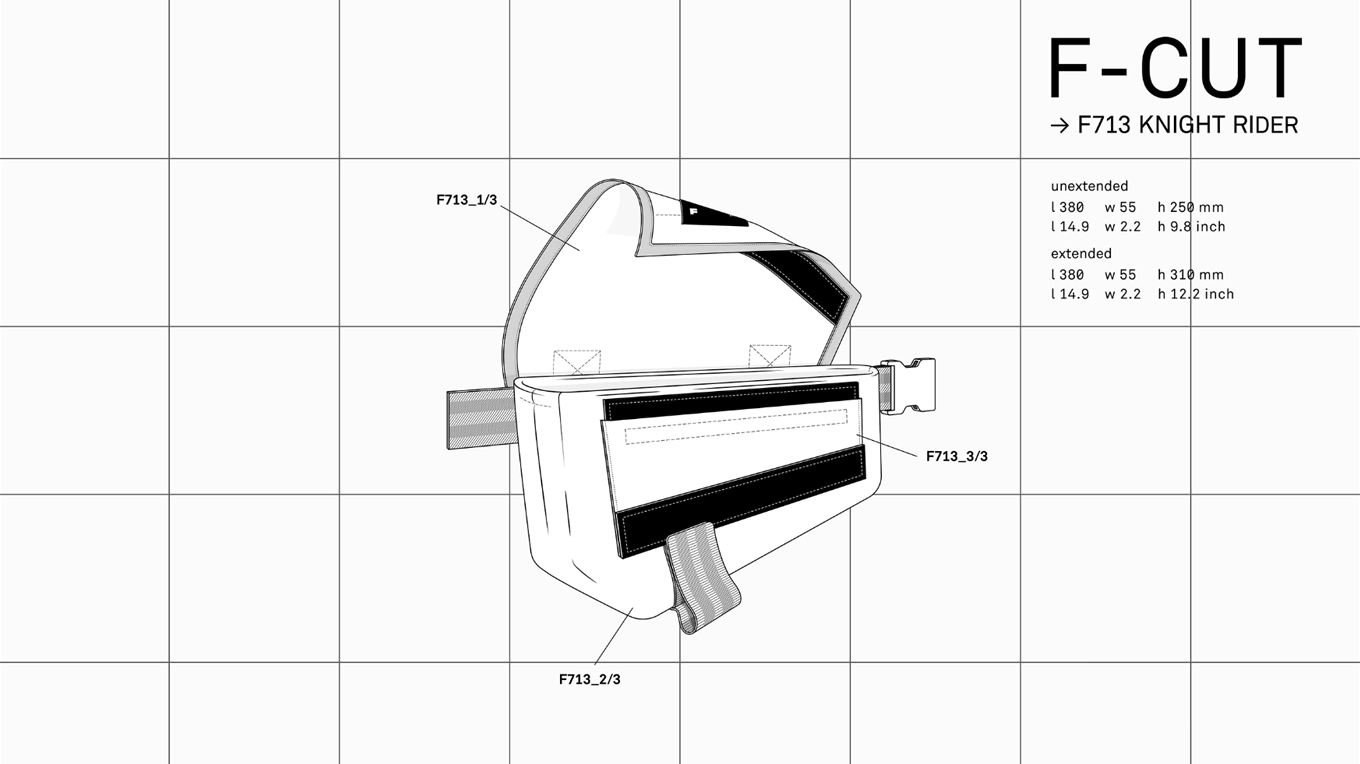 F-CUT
→ F713 KNIGHT RIDER
unextended
l 380 w 55 h 250 mm
l 14.9 w 2.2 h 9.8 inch
extended
l 380 w 55 h 310 mm
l 14.9 w 2.2 h 12.2 inch
F713_1/3
F
F713_3/3
F713_2/3